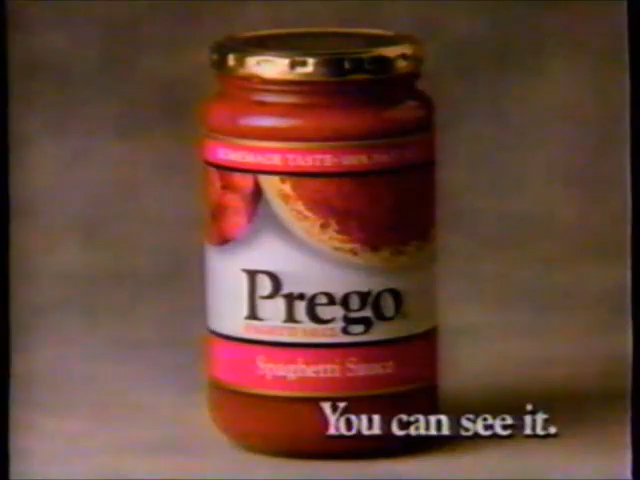 HOMEMADE TASTE
Prego
Spaghetti Sauce
You can see it.